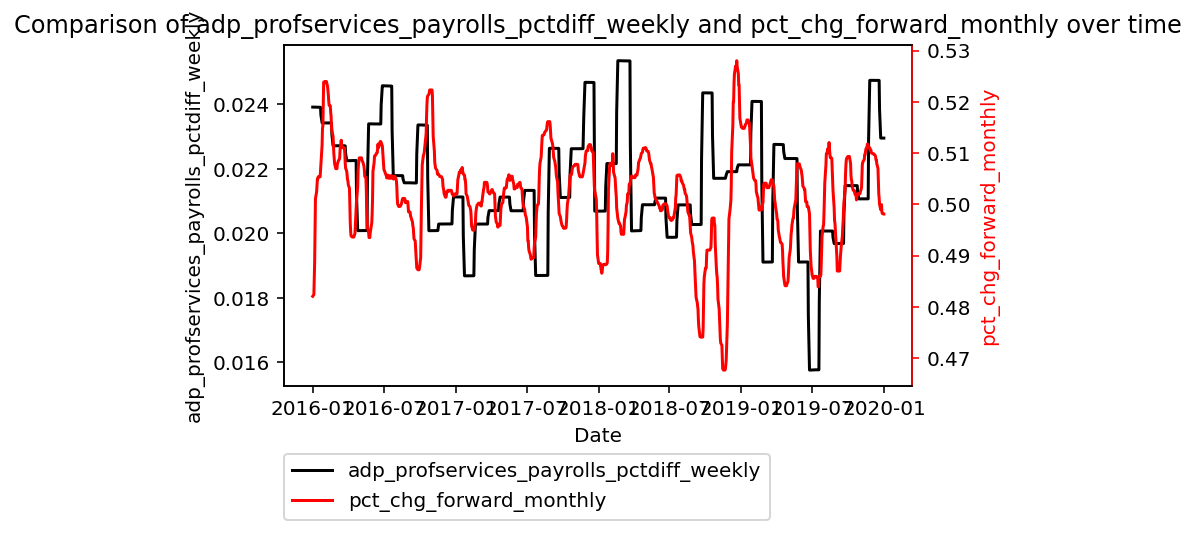 Comparison of adp_profservices_payrolls_pctdiff_weekly and pct_chg_forward_monthly over time
adp_profservices_payrolls_pctdiff_weekly
0.024
0.022
0.020
0.018
0.016
0.53
0.52
0.51
0.50
0.49
0.48
0.47
pct_chg_forward_monthly
2016-01 2016-07 2017-01 2017-07 2018-01 2018-07 2019-01 2019-07 2020-01
Date
adp_profservices_payrolls_pctdiff_weekly
pct_chg_forward_monthly